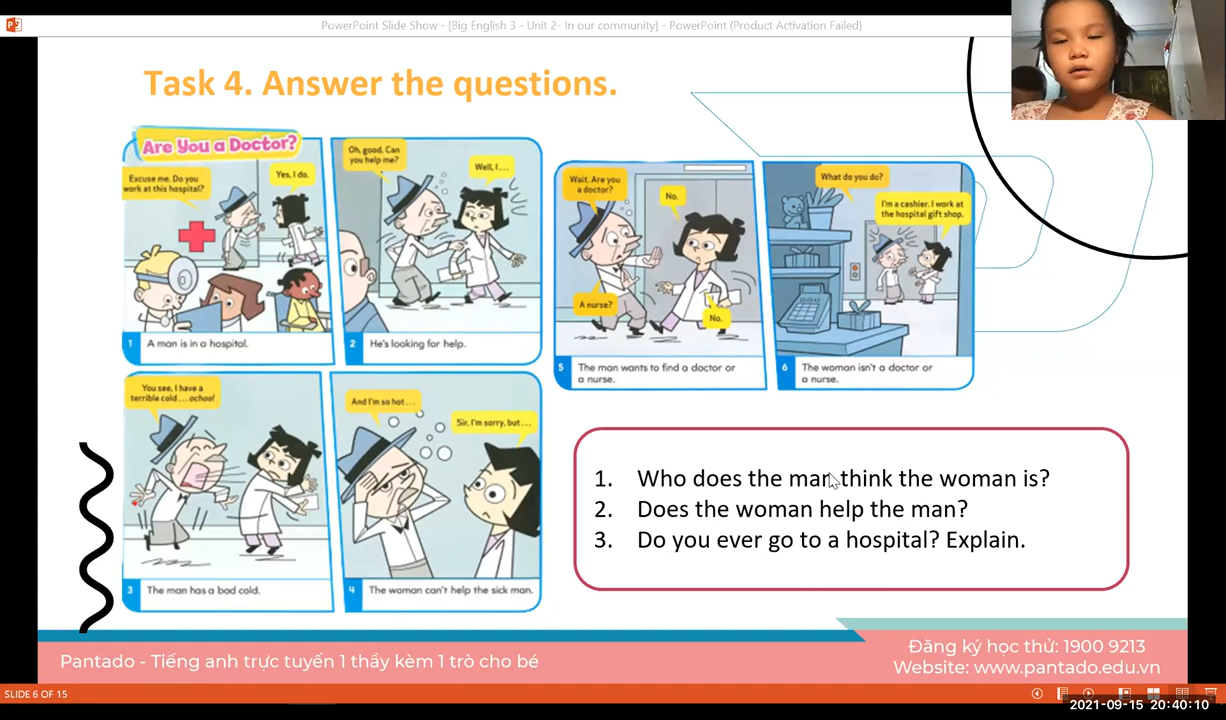 PowerPoint Slide Show - [Big English 3 - Unit 2- In our community] - PowerPoint (Product Activation Failed)
Task 4. Answer the questions.
Are You a Doctor?
Excuse me. Do you
work at this hospital?
Yes, I do.
1 A man is in a hospital.
Oh, good. Can
you help me?
Well, I ...
2 He's looking for help.
You see, I have a
terrible cold ... achoo!
3 The man has a bad cold.
And I'm so hot ...
Sir, I'm sorry, but ...
4 The woman can't help the sick man.
Wait. Are you
a doctor?
No.
A nurse?
No.
5 The man wants to find a doctor or
a nurse.
What do you do?
I'm a cashier. I work at
the hospital gift shop.
6 The woman isn't a doctor or
a nurse.
1. Who does the man think the woman is?
2. Does the woman help the man?
3. Do you ever go to a hospital? Explain.
Pantado - Tiếng anh trực tuyến 1 thầy kèm 1 trò cho bé
Đăng ký học thử: 1900 9213
Website: www.pantado.edu.vn
SLIDE 6 OF 15
2021-09-15 20:40:10